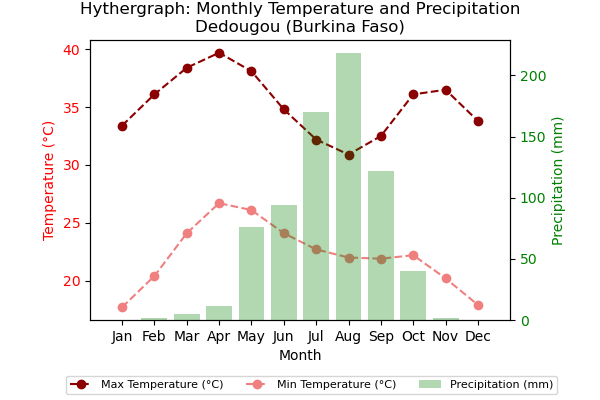 Hythergraph: Monthly Temperature and Precipitation
Dedougou (Burkina Faso)
40
35
30
25
20
Temperature (°C)
200
150
100
50
0
Precipitation (mm)
Jan Feb Mar Apr May Jun Jul Aug Sep Oct Nov Dec
Month
Max Temperature (°C) Min Temperature (°C) Precipitation (mm)